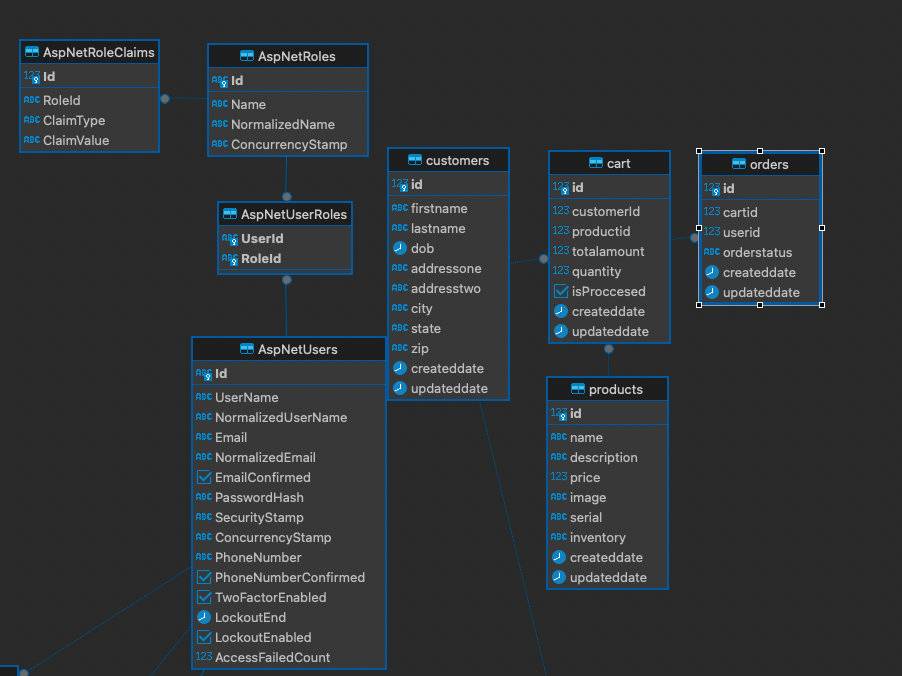 AspNetRoleClaims
123 Id
ABC RoleId
ABC ClaimType
ABC ClaimValue
AspNetRoles
ABC Id
ABC Name
ABC NormalizedName
ABC ConcurrencyStamp
AspNetUserRoles
ABC UserId
ABC RoleId
AspNetUsers
ABC Id
ABC UserName
ABC NormalizedUserName
ABC Email
ABC NormalizedEmail
EmailConfirmed
ABC PasswordHash
ABC SecurityStamp
ABC ConcurrencyStamp
ABC PhoneNumber
PhoneNumberConfirmed
TwoFactorEnabled
LockoutEnd
LockoutEnabled
123 AccessFailedCount
customers
123 id
ABC firstname
ABC lastname
dob
ABC addressone
ABC addresstwo
ABC city
ABC state
ABC zip
createddate
updateddate
cart
123 id
123 customerId
123 productid
123 totalamount
123 quantity
isProccesed
createddate
updateddate
products
123 id
ABC name
ABC description
123 price
ABC image
ABC serial
ABC inventory
createddate
updateddate
orders
123 id
123 cartid
123 userid
ABC orderstatus
createddate
updateddate